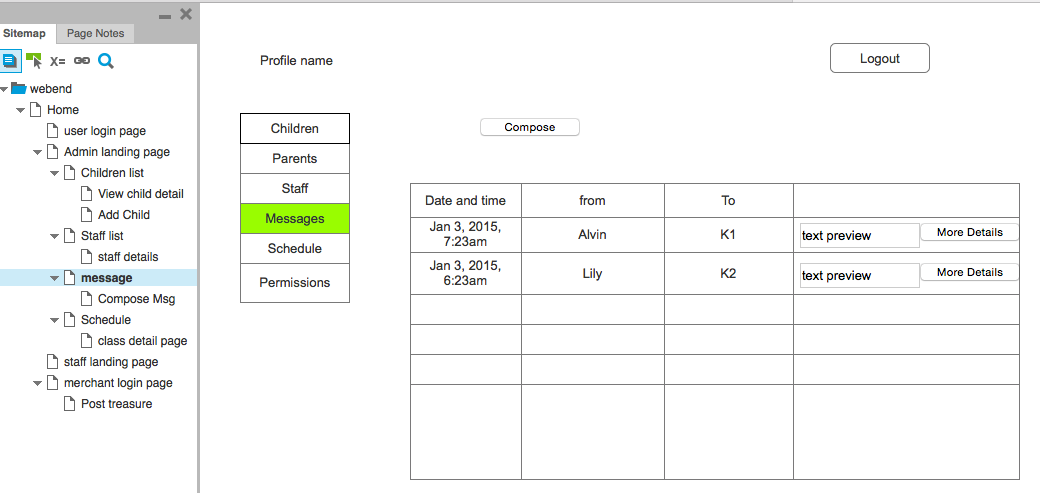 Sitemap Page Notes
X=
webend
Home
user login page
Admin landing page
Children list
View child detail
Add Child
Staff list
staff details
message
Compose Msg
Schedule
class detail page
staff landing page
merchant login page
Post treasure
Profile name
Logout
Children
Parents
Staff
Messages
Schedule
Permissions
Compose
Date and time from To
Jan 3, 2015,
7:23am
Alvin K1 text preview More Details
Jan 3, 2015,
6:23am
Lily K2 text preview More Details